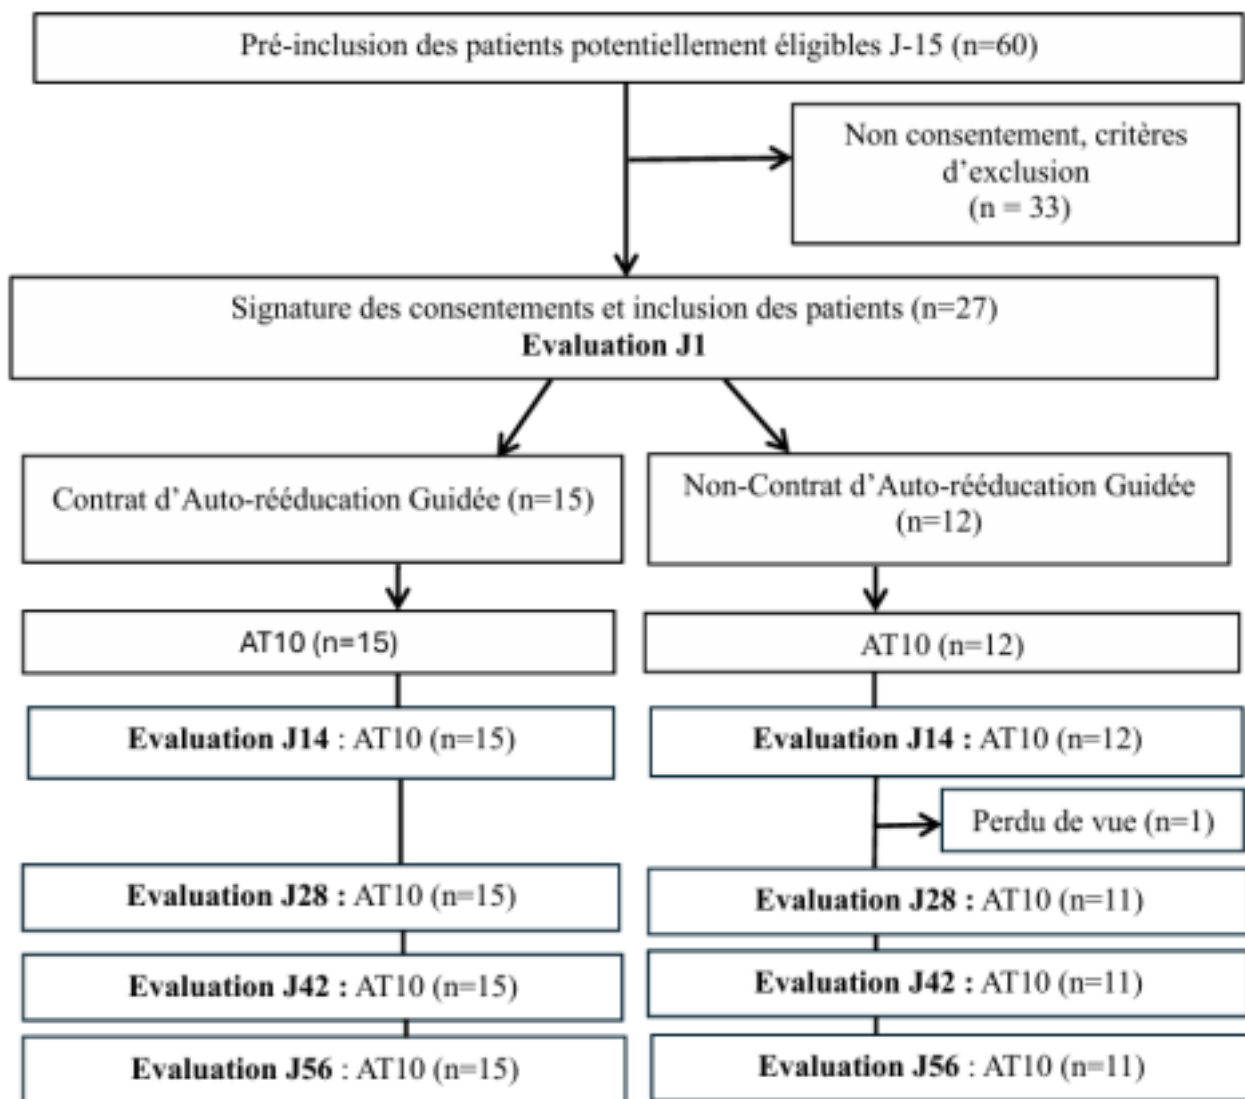 Pré-inclusion des patients potentiellement éligibles J-15 (n=60)
Non consentement, critères
d’exclusion
(n = 33)
Signature des consentements et inclusion des patients (n=27)
Evaluation J1
Contrat d’Auto-rééducation Guidée (n=15)
Non-Contrat d’Auto-rééducation Guidée
(n=12)
AT10 (n=15)
AT10 (n=12)
Evaluation J14 : AT10 (n=15)
Evaluation J14 : AT10 (n=12)
Perdu de vue (n=1)
Evaluation J28 : AT10 (n=15)
Evaluation J28 : AT10 (n=11)
Evaluation J42 : AT10 (n=15)
Evaluation J42 : AT10 (n=11)
Evaluation J56 : AT10 (n=15)
Evaluation J56 : AT10 (n=11)